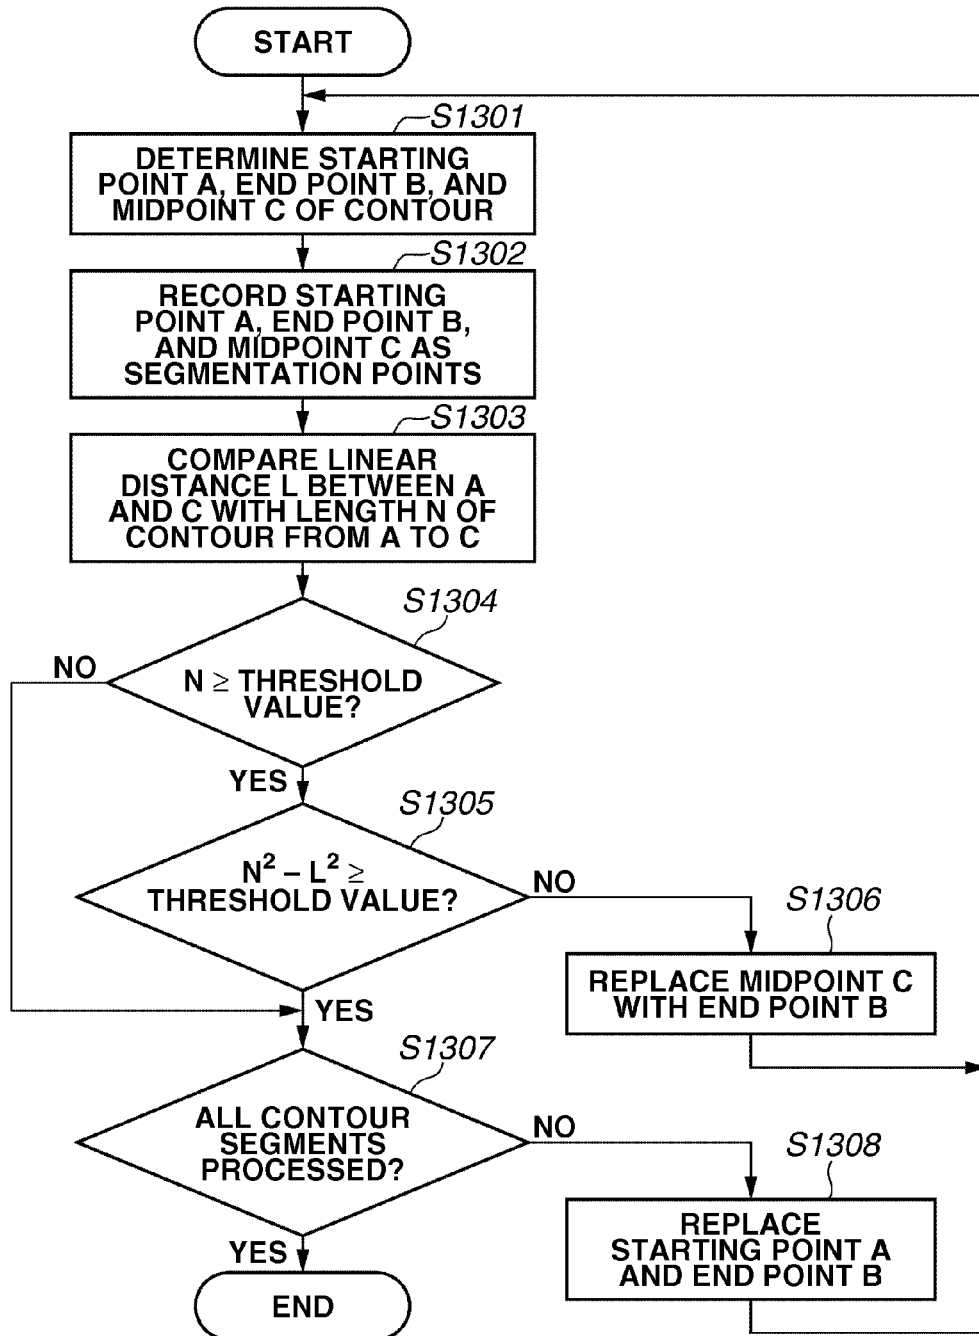 START
S1301
DETERMINE STARTING
POINT A, END POINT B, AND
MIDPOINT C OF CONTOUR
S1302
RECORD STARTING
POINT A, END POINT B,
AND MIDPOINT C AS
SEGMENTATION POINTS
S1303
COMPARE LINEAR
DISTANCE L BETWEEN A
AND C WITH LENGTH N OF
CONTOUR FROM A TO C
S1304
NO
N ≥ THRESHOLD
VALUE?
YES
S1305
N² – L² ≥
THRESHOLD VALUE?
NO
S1306
REPLACE MIDPOINT C
WITH END POINT B
YES
S1307
ALL CONTOUR
SEGMENTS
PROCESSED?
NO
S1308
REPLACE
STARTING POINT A
AND END POINT B
YES
END